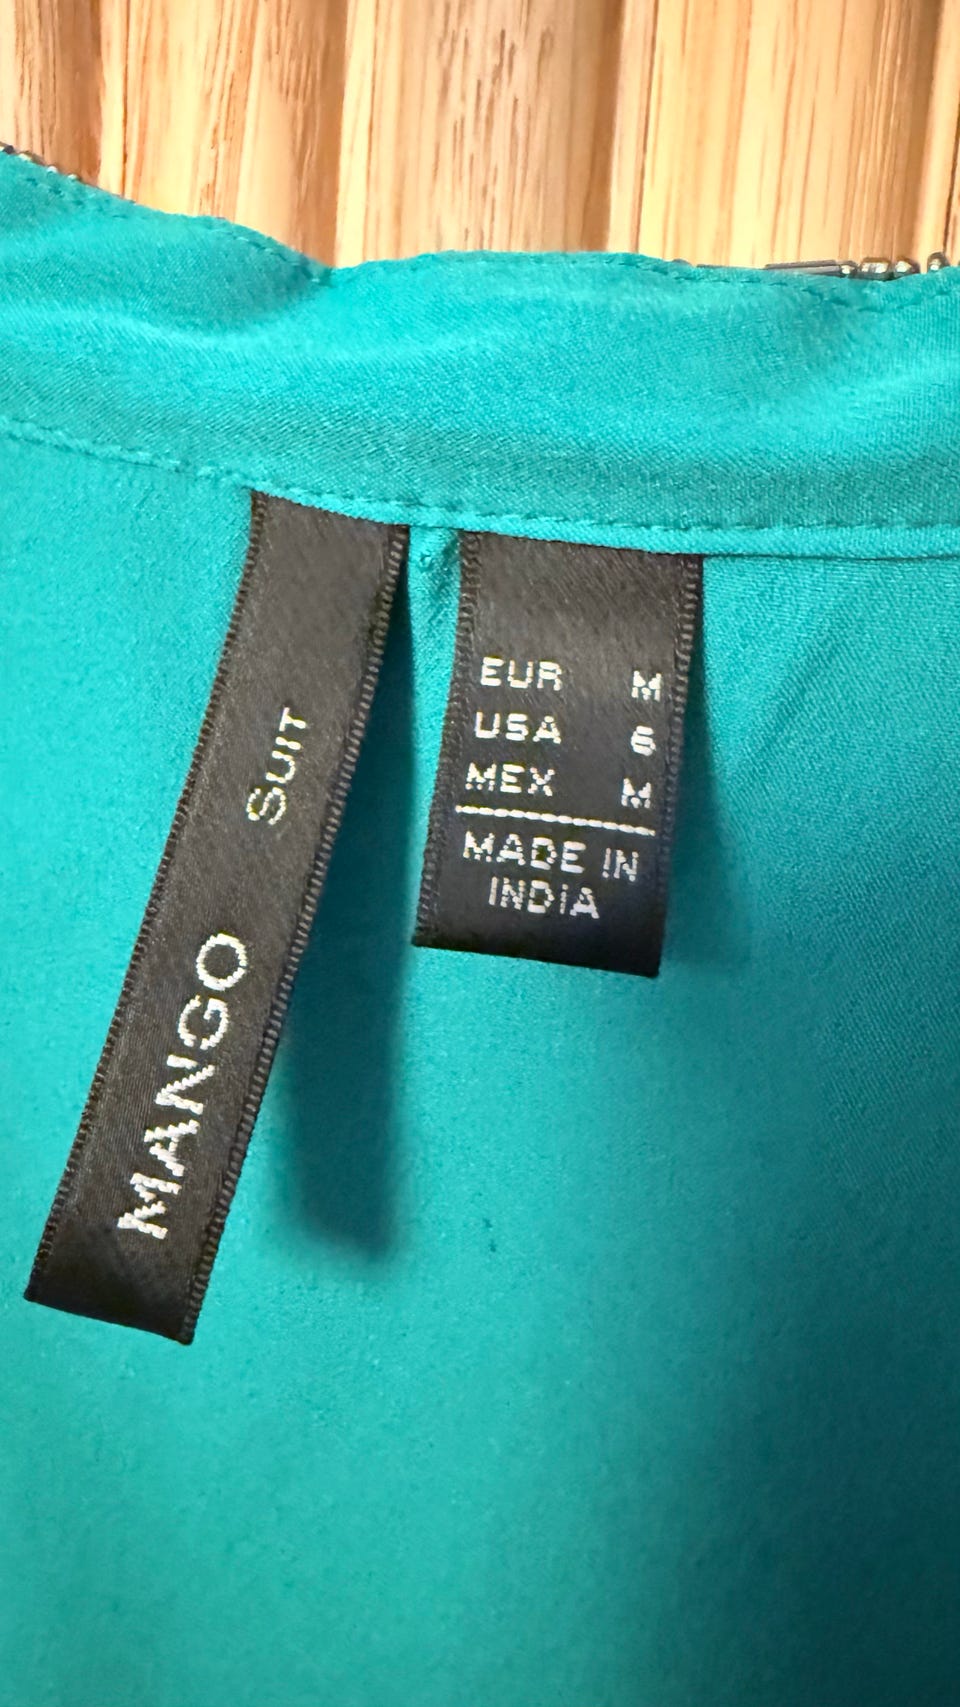 MANGO SUIT
EUR M
USA 6
MEX M
MADE IN
INDIA